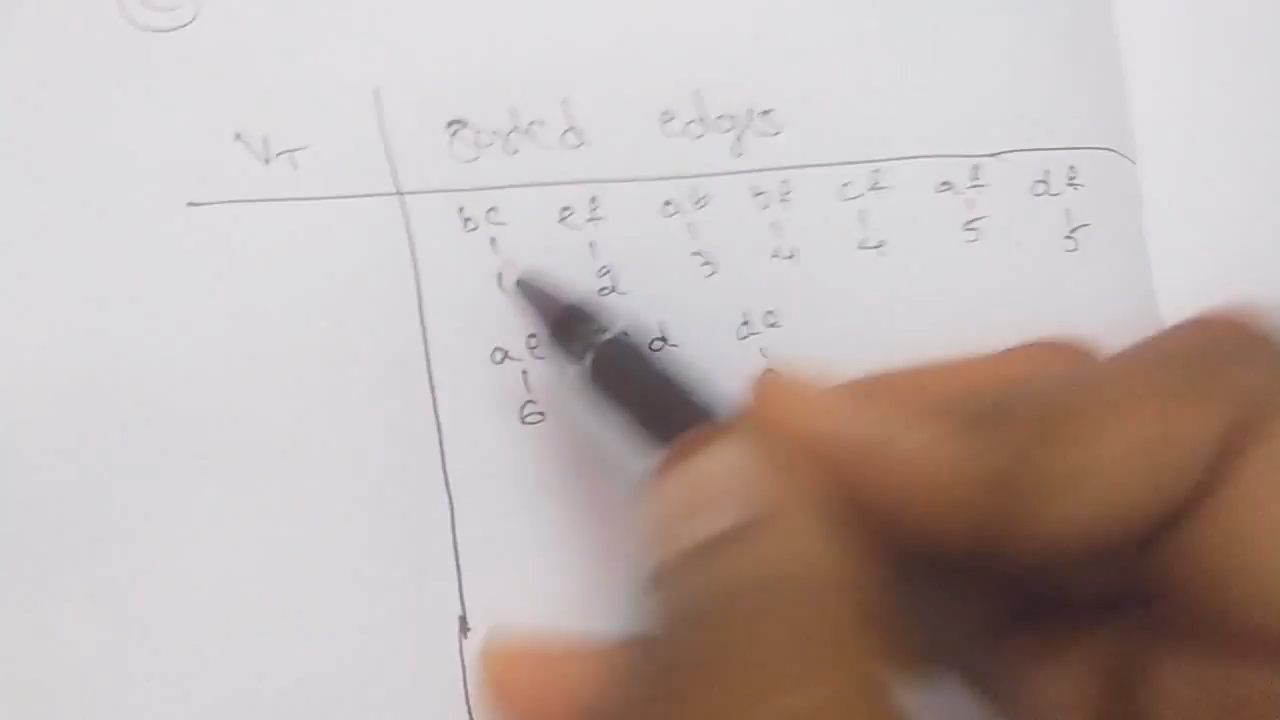 VT edges
bc ef ab bf cf af df
1 2 3 4 4 5 5
ae d de
6